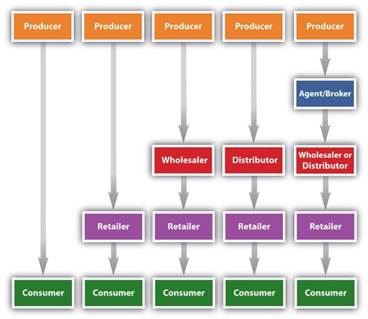 Producer Producer Producer Producer Producer
Agent/Broker
Wholesaler Distributor Wholesaler or
Distributor
Retailer Retailer Retailer Retailer
Consumer Consumer Consumer Consumer Consumer